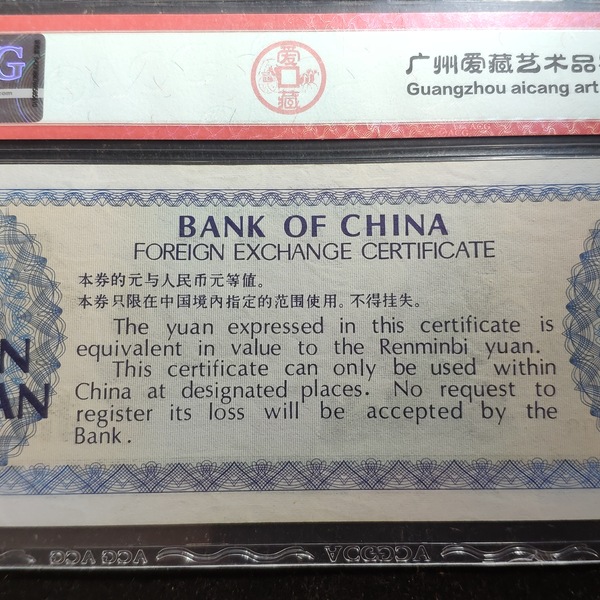 G
爱藏
广州爱藏艺术品
Guangzhou aicang art
BANK OF CHINA
FOREIGN EXCHANGE CERTIFICATE
本券的元与人民币元等值。
本券只限在中国境内指定的范围使用。不得挂失。
The yuan expressed in this certificate is
equivalent in value to the Renminbi yuan.
This certificate can only be used within
China at designated places. No request to
register its loss will be accepted by the
Bank.
N
AN